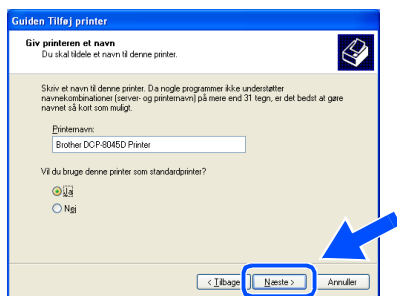 Guiden Tilføj printer
Giv printeren et navn
Du skal tildele et navn til denne printer.
Skriv et navn til denne printer. Da nogle programmer ikke understøtter
navnekombinationer (server- og printernavn) på mere end 31 tegn, er det bedst at gøre
navnet så kort som muligt.
Printernavn:
Brother DCP-8045D Printer
Vil du bruge denne printer som standardprinter?
Ja
Nej
< Tilbage Næste > Annuller